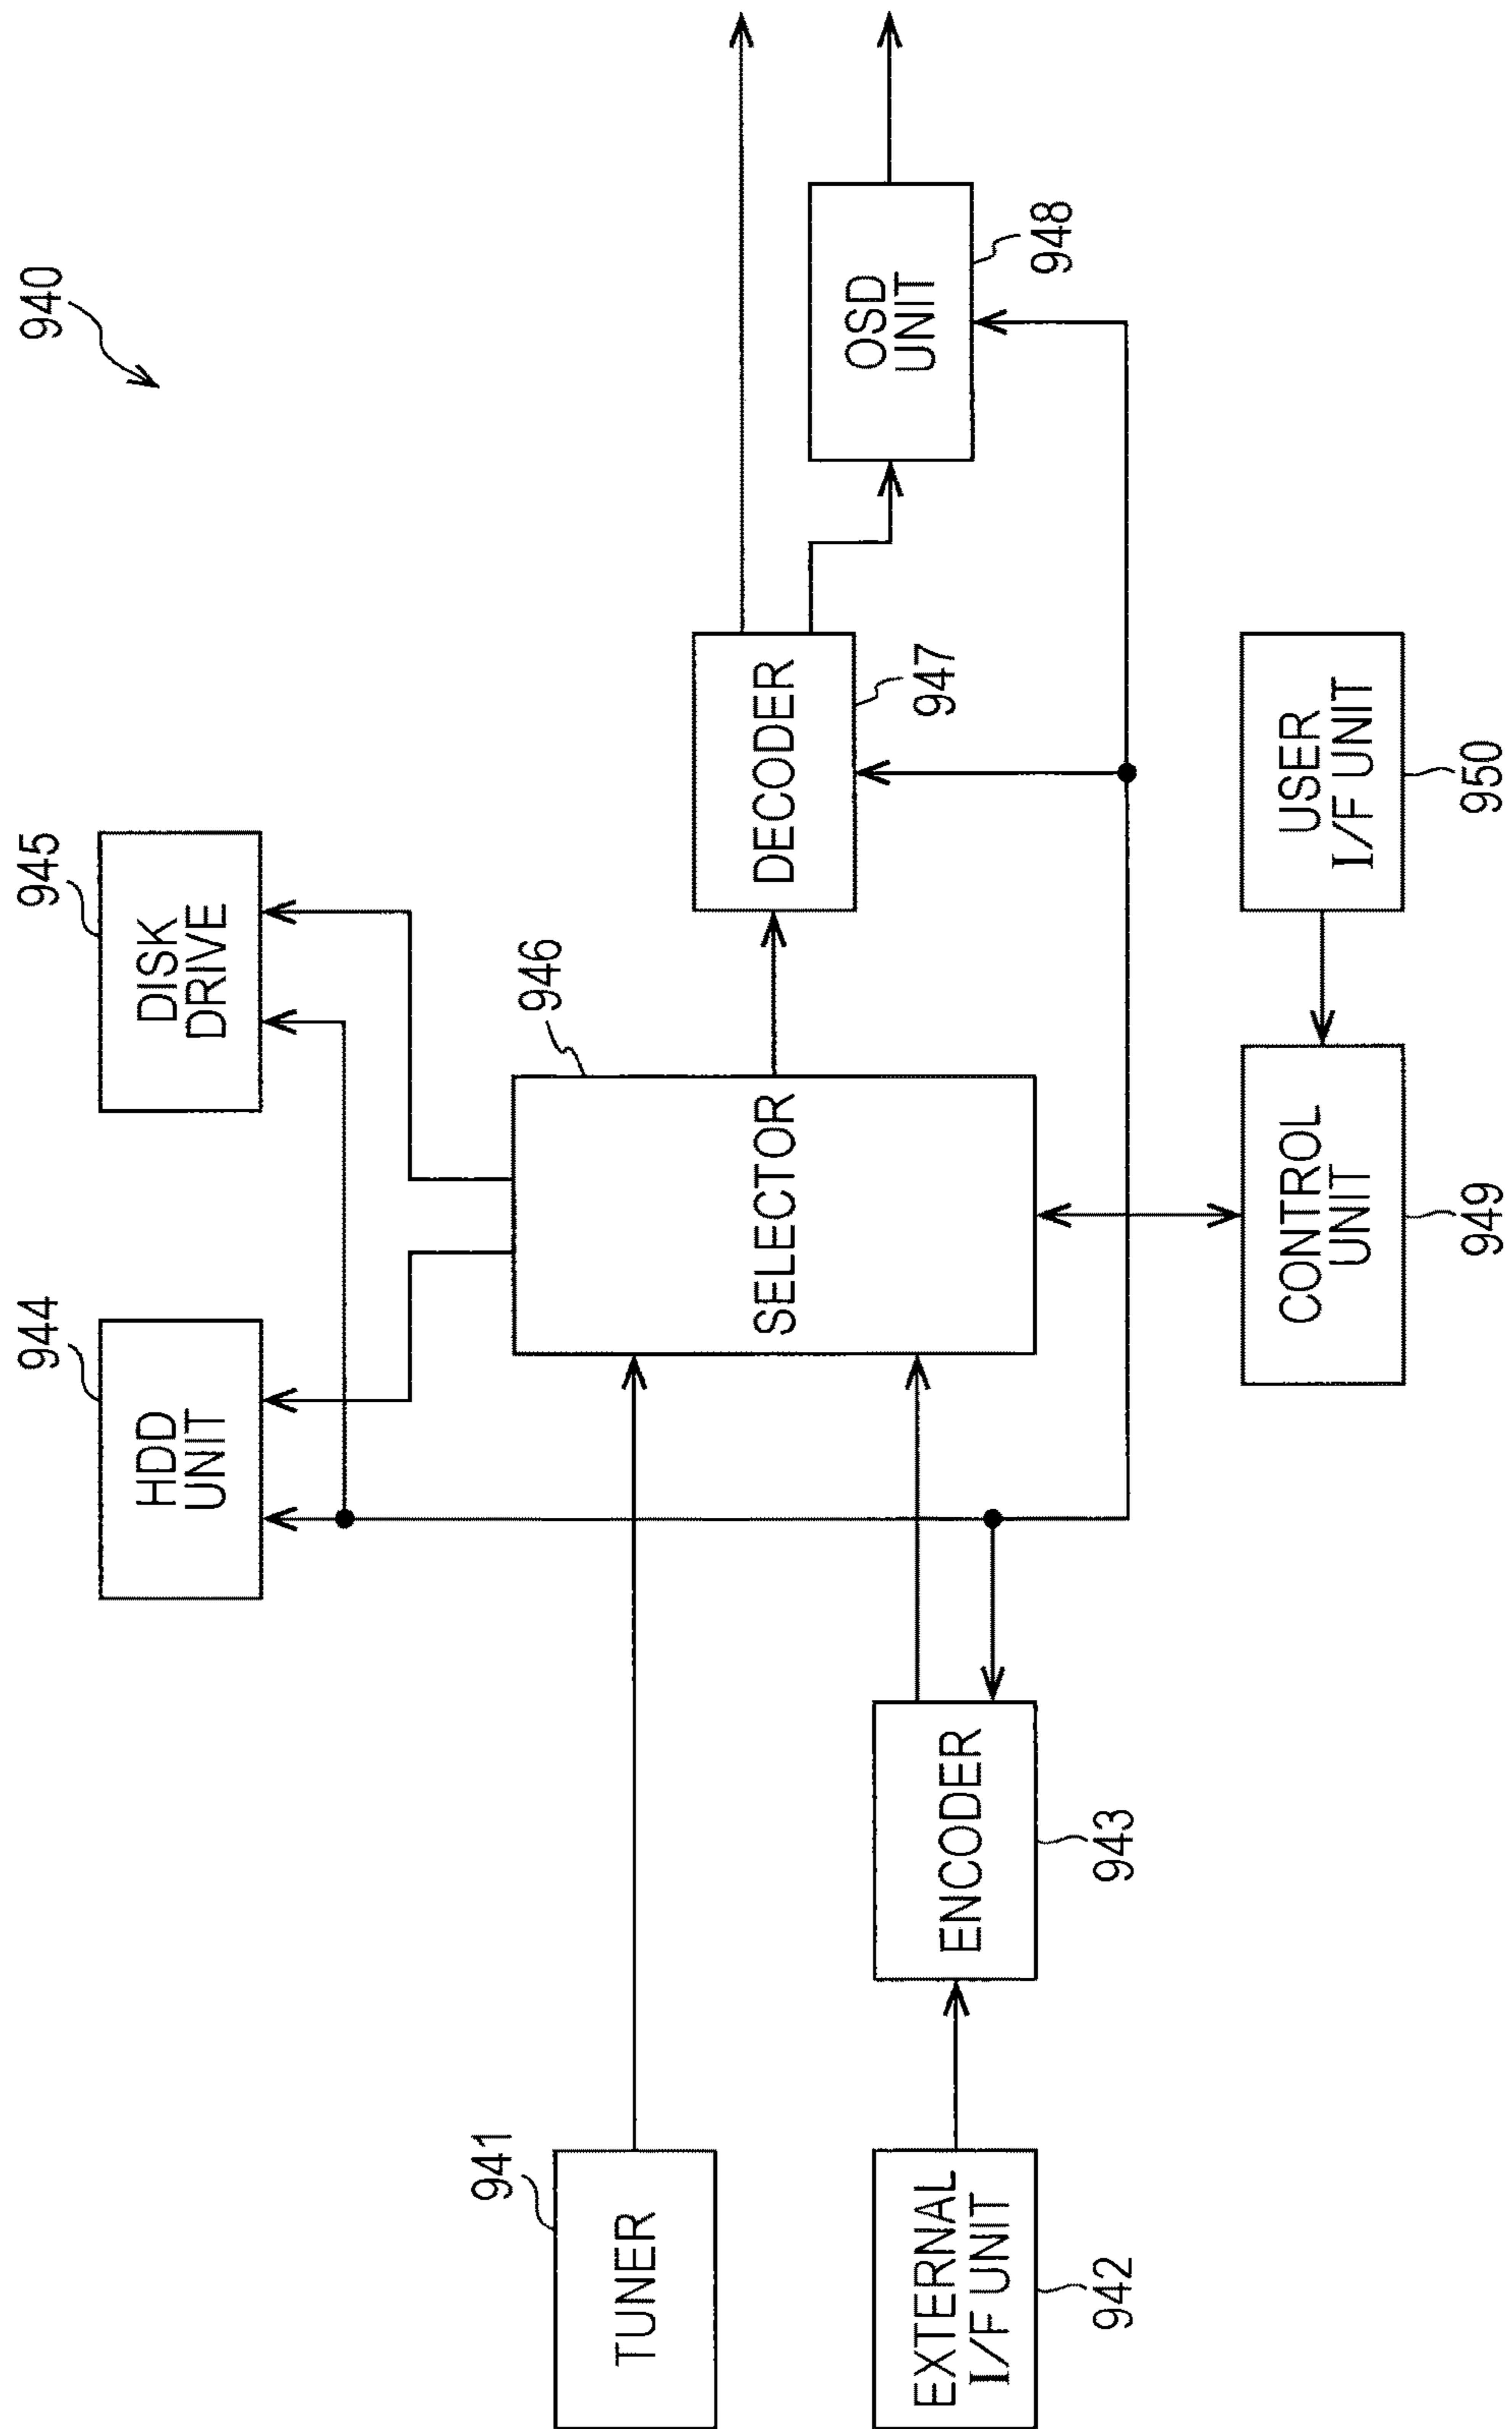 940
944
HDD
UNIT
945
DISK
DRIVE
941
TUNER
946
SELECTOR
DECODER
947
OSD
UNIT
948
EXTERNAL
I/F UNIT
942
ENCODER
943
CONTROL
UNIT
949
USER
I/F UNIT
950